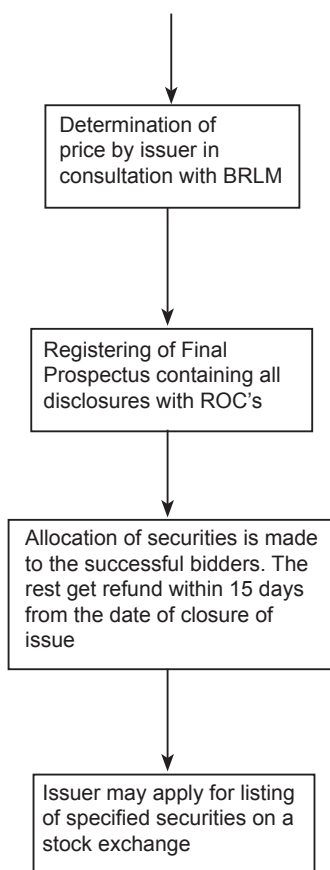 Determination of
price by issuer in
consultation with BRLM
Registering of Final
Prospectus containing all
disclosures with ROC's
Allocation of securities is made
to the successful bidders. The
rest get refund within 15 days
from the date of closure of
issue
Issuer may apply for listing
of specified securities on a
stock exchange